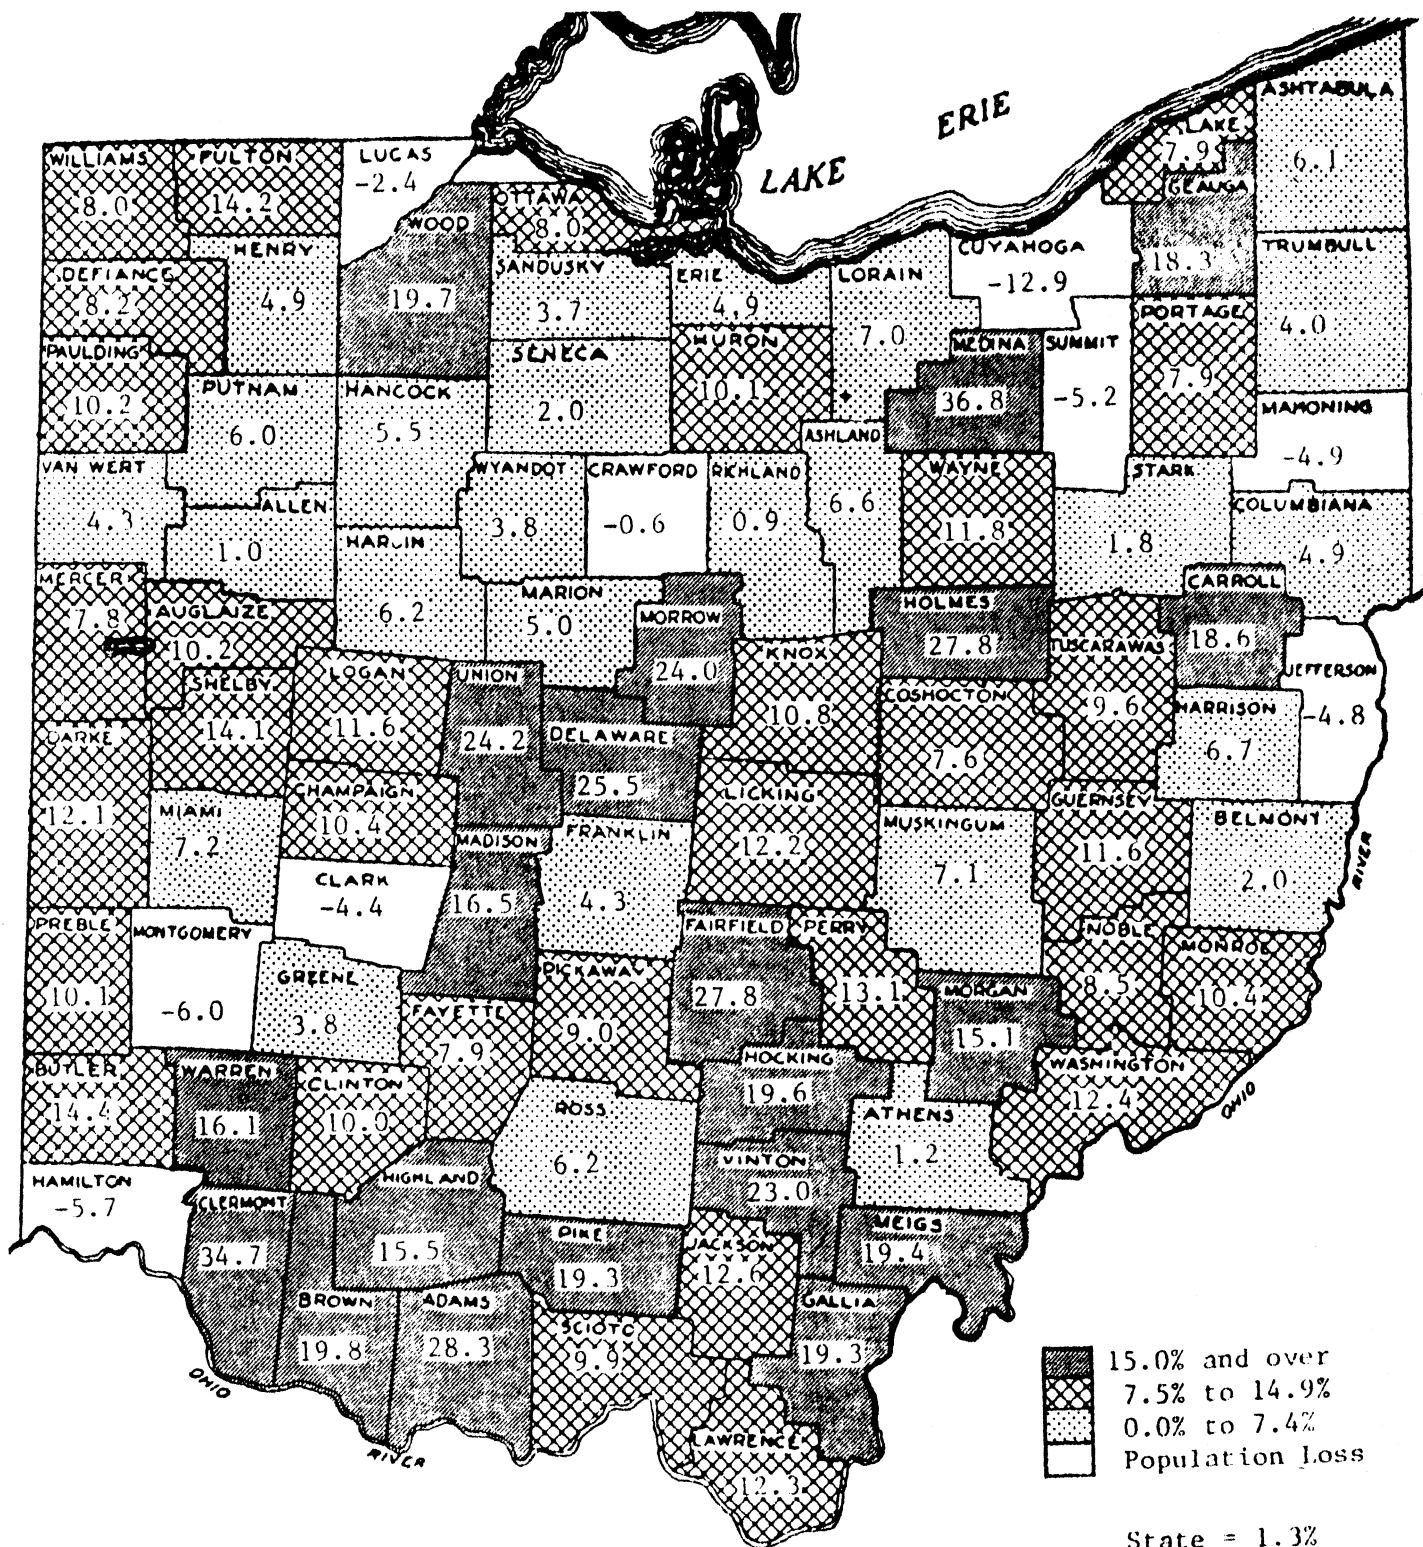 ERIE
LAKE
ASHTABULA
6.1
LAKE
7.9
GEAUGA
18.3
WILLIAMS
8.0
FULTON
14.2
LUCAS
-2.4
OTTAWA
8.0
WOOD
19.7
HENRY
4.9
DEFIANCE
8.2
SANDUSKY
3.7
ERIE
4.9
LORAIN
7.0
CUYAHOGA
-12.9
TRUMBULL
4.0
PAULDING
10.2
PUTNAM
6.0
HANCOCK
5.5
SENECA
2.0
HURON
10.1
MEDINA
36.8
SUMMIT
-5.2
PORTAGE
7.9
MAHONING
-4.9
VAN WERT
4.3
ALLEN
1.0
WYANDOT
3.8
CRAWFORD
-0.6
RICHLAND
0.9
ASHLAND
6.6
WAYNE
11.8
STARK
1.8
COLUMBIANA
4.9
HARDIN
6.2
MERCER
7.8
AUGLAIZE
10.2
MARION
5.0
MORROW
24.0
HOLMES
27.8
TUSCARAWAS
9.6
CARROLL
18.6
JEFFERSON
-4.8
SHELBY
14.1
LOGAN
11.6
UNION
24.2
DELAWARE
25.5
KNOX
10.8
COSHOCTON
7.6
HARRISON
6.7
DARKE
12.1
MIAMI
7.2
CHAMPAIGN
10.4
MADISON
16.5
FRANKLIN
4.3
LICKING
12.2
MUSKINGUM
7.1
GUERNSEY
11.6
BELMONT
2.0
RIVER
CLARK
-4.4
PREBLE
10.1
MONTGOMERY
-6.0
GREENE
3.8
FAYETTE
7.9
PICKAWAY
9.0
FAIRFIELD
27.8
PERRY
13.1
MORGAN
15.1
NOBLE
8.5
MONROE
10.4
BUTLER
14.4
WARREN
16.1
CLINTON
10.0
ROSS
6.2
HOCKING
19.6
ATHENS
1.2
WASHINGTON
12.4
OHIO
HAMILTON
-5.7
CLERMONT
34.7
HIGHLAND
15.5
PIKE
19.3
VINTON
23.0
JACKSON
12.6
MEIGS
19.4
BROWN
19.8
ADAMS
28.3
SCIOTO
9.9
GALLIA
19.3
LAWRENCE
12.3
OHIO
RIVER
15.0% and over
7.5% to 14.9%
0.0% to 7.4%
Population Loss
State = 1.3%